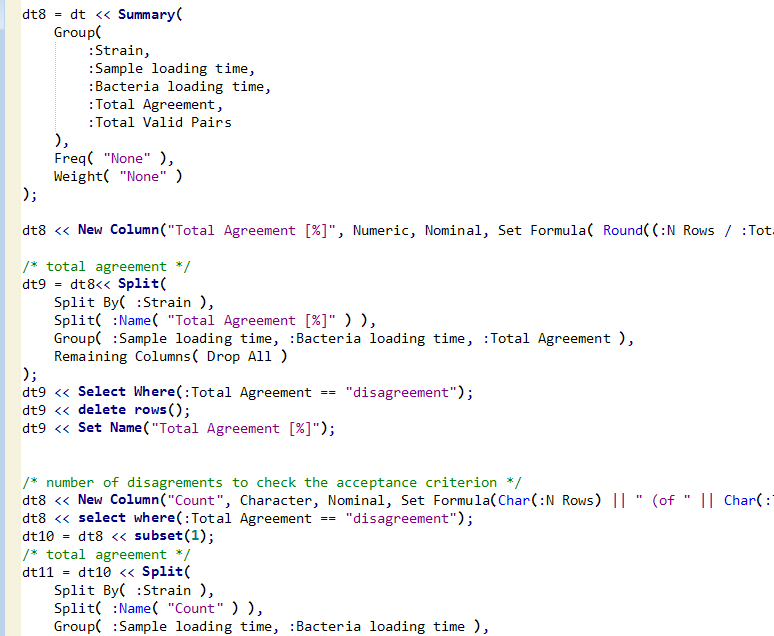 dt8 = dt << Summary(
Group(
:Strain,
:Sample loading time,
:Bacteria loading time,
:Total Agreement,
:Total Valid Pairs
),
Freq( "None" ),
Weight( "None" )
);
dt8 << New Column("Total Agreement [%]", Numeric, Nominal, Set Formula( Round((:N Rows / :Tot
/* total agreement */
dt9 = dt8<< Split(
Split By( :Strain ),
Split( :Name( "Total Agreement [%]" ) ),
Group( :Sample loading time, :Bacteria loading time, :Total Agreement ),
Remaining Columns( Drop All )
);
dt9 << Select Where(:Total Agreement == "disagreement");
dt9 << delete rows();
dt9 << Set Name("Total Agreement [%]");
/* number of disagrements to check the acceptance criterion */
dt8 << New Column("Count", Character, Nominal, Set Formula(Char(:N Rows) || " (of " || Char(:
dt8 << select where(:Total Agreement == "disagreement");
dt10 = dt8 << subset(1);
/* total agreement */
dt11 = dt10 << Split(
Split By( :Strain ),
Split( :Name( "Count" ) ),
Group( :Sample loading time, :Bacteria loading time ),